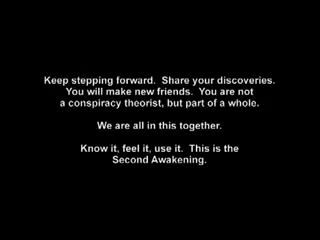 Keep stepping forward.  Share your discoveries.
You will make new friends.  You are not
a conspiracy theorist, but part of a whole.
We are all in this together.
Know it, feel it, use it.  This is the
Second Awakening.